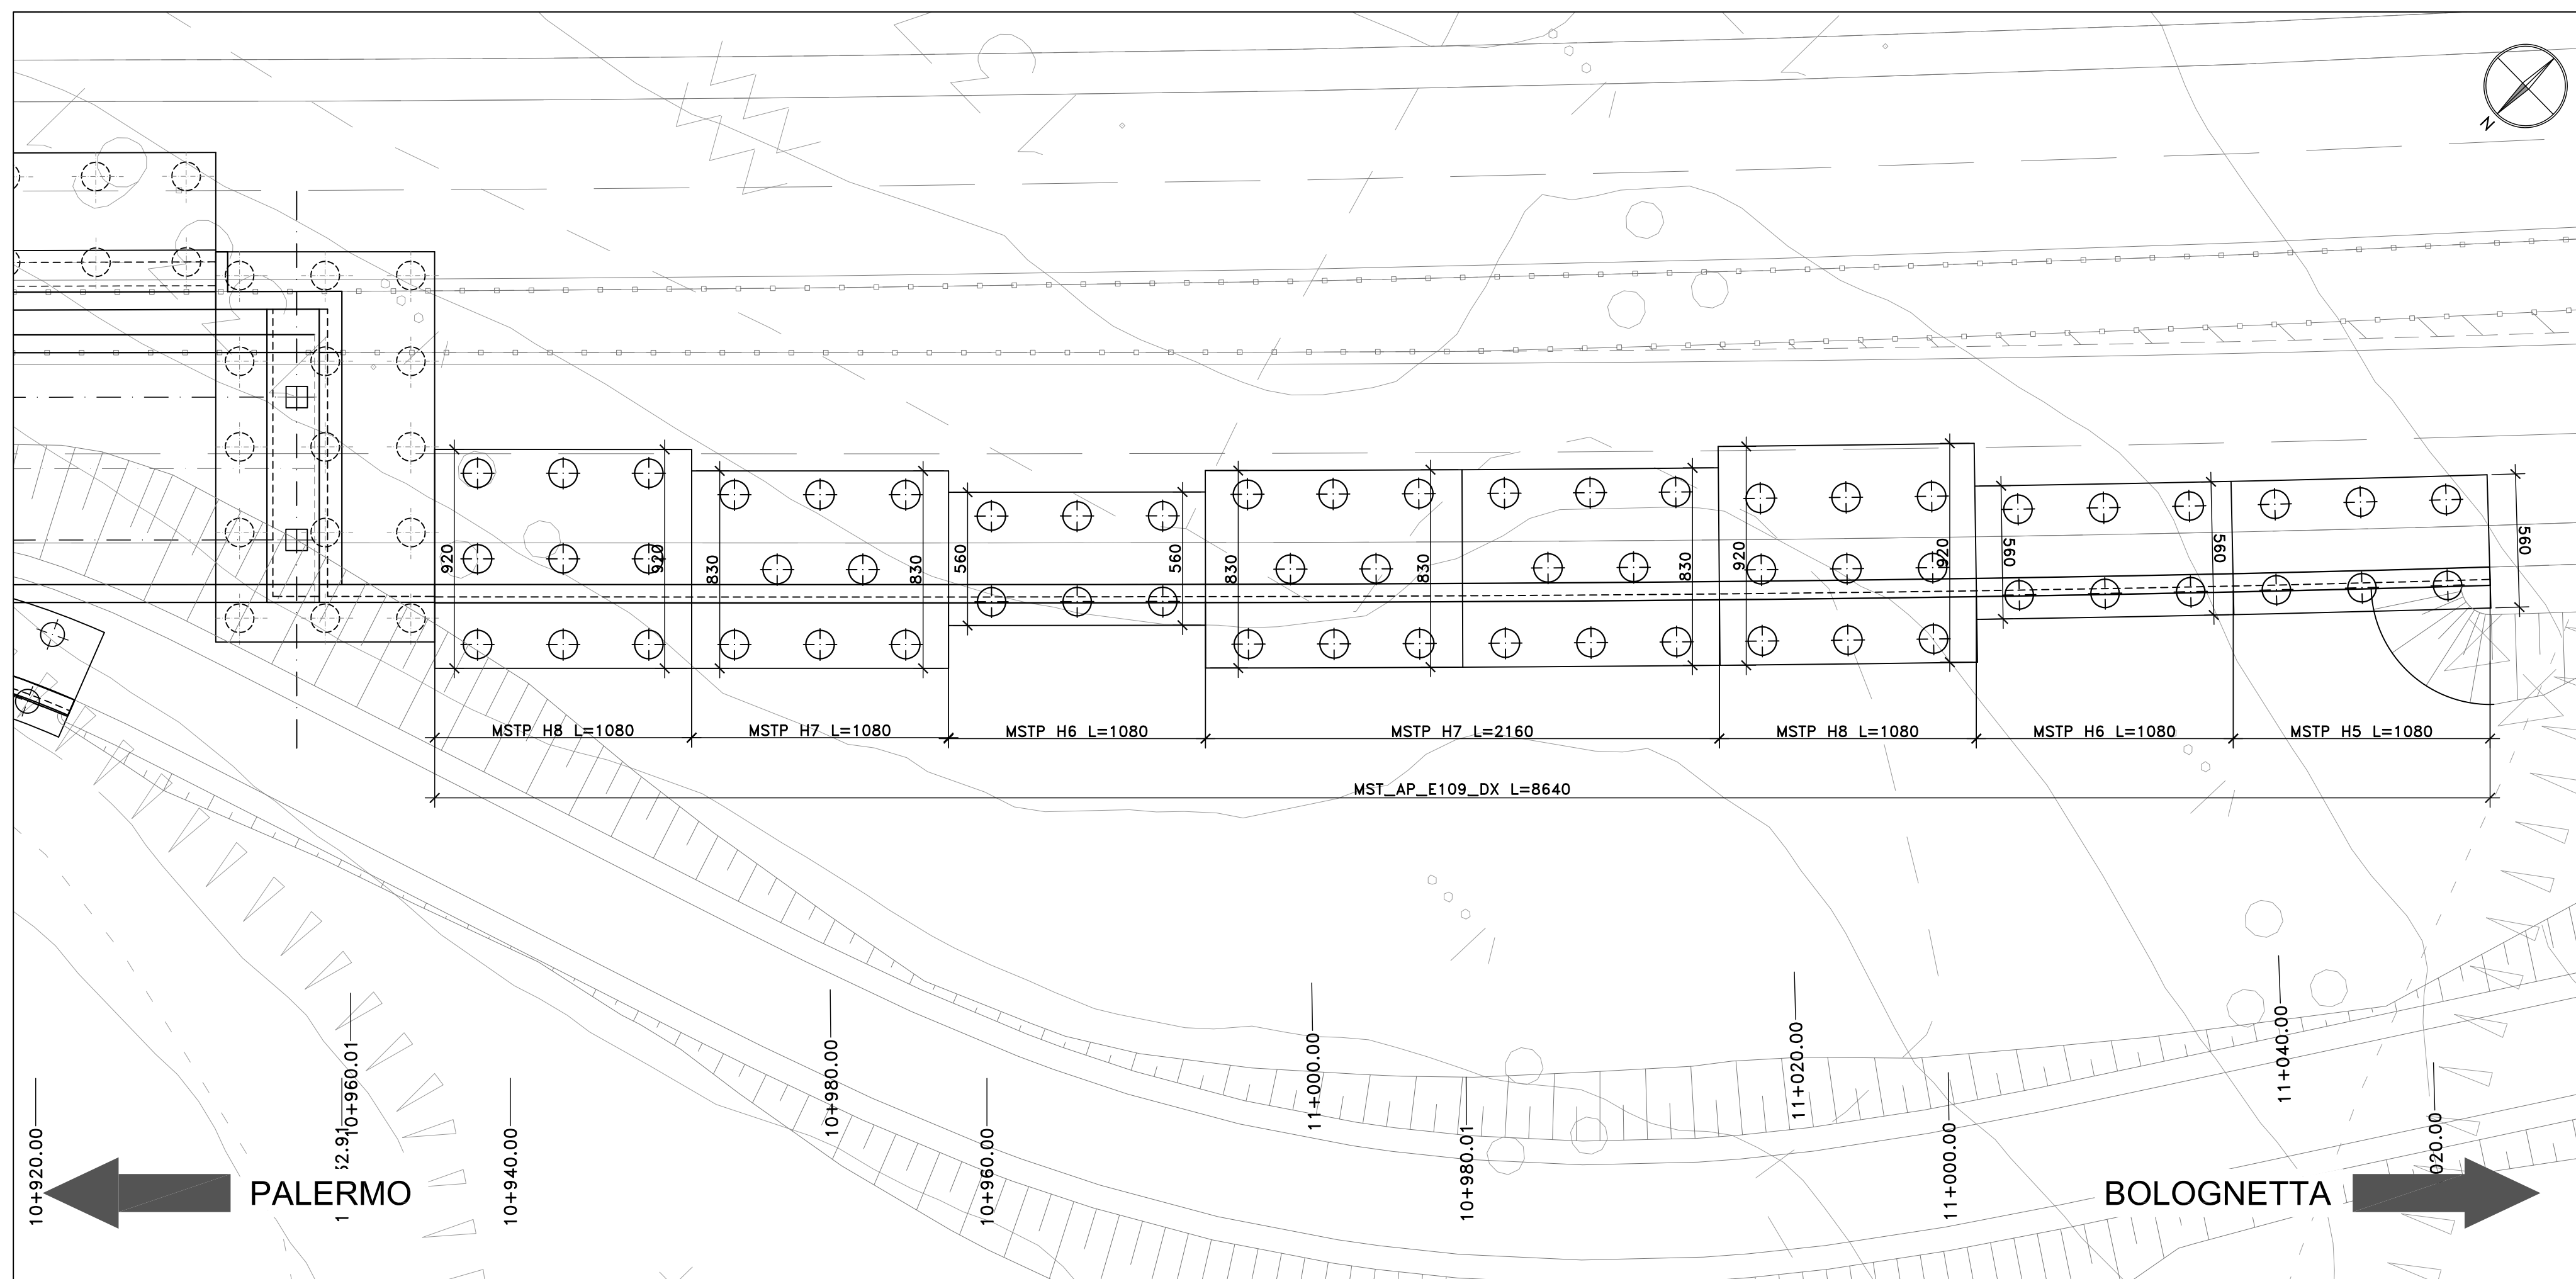 N
920
920
830
830
560
560
830
830
830
920
920
560
560
560
MSTP H8 L=1080
MSTP H7 L=1080
MSTP H6 L=1080
MSTP H7 L=2160
MSTP H8 L=1080
MSTP H6 L=1080
MSTP H5 L=1080
MST_AP_E109_DX L=8640
10+960.01
10+980.00
11+000.00
11+020.00
11+040.00
10+920.00
10+940.00
10+960.00
10+980.01
11+000.00
020.00
PALERMO
BOLOGNETTA